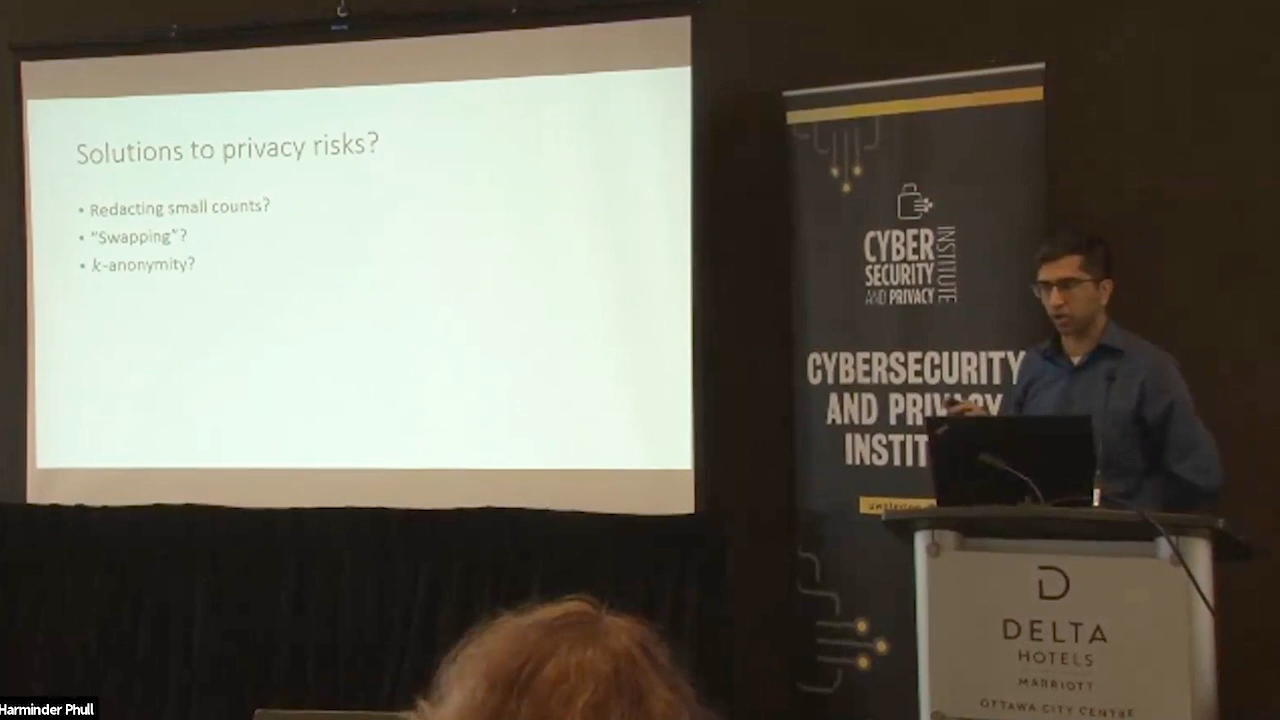 Solutions to privacy risks?
• Redacting small counts?
• “Swapping”?
• k-anonymity?
CYBER
SECURITY
AND PRIVACY
INSTITUTE
CYBERSECURITY
AND PRIVACY
INSTIT
D
DELTA
HOTELS
MARRIOTT
OTTAWA CITY CENTRE
Harminder Phull